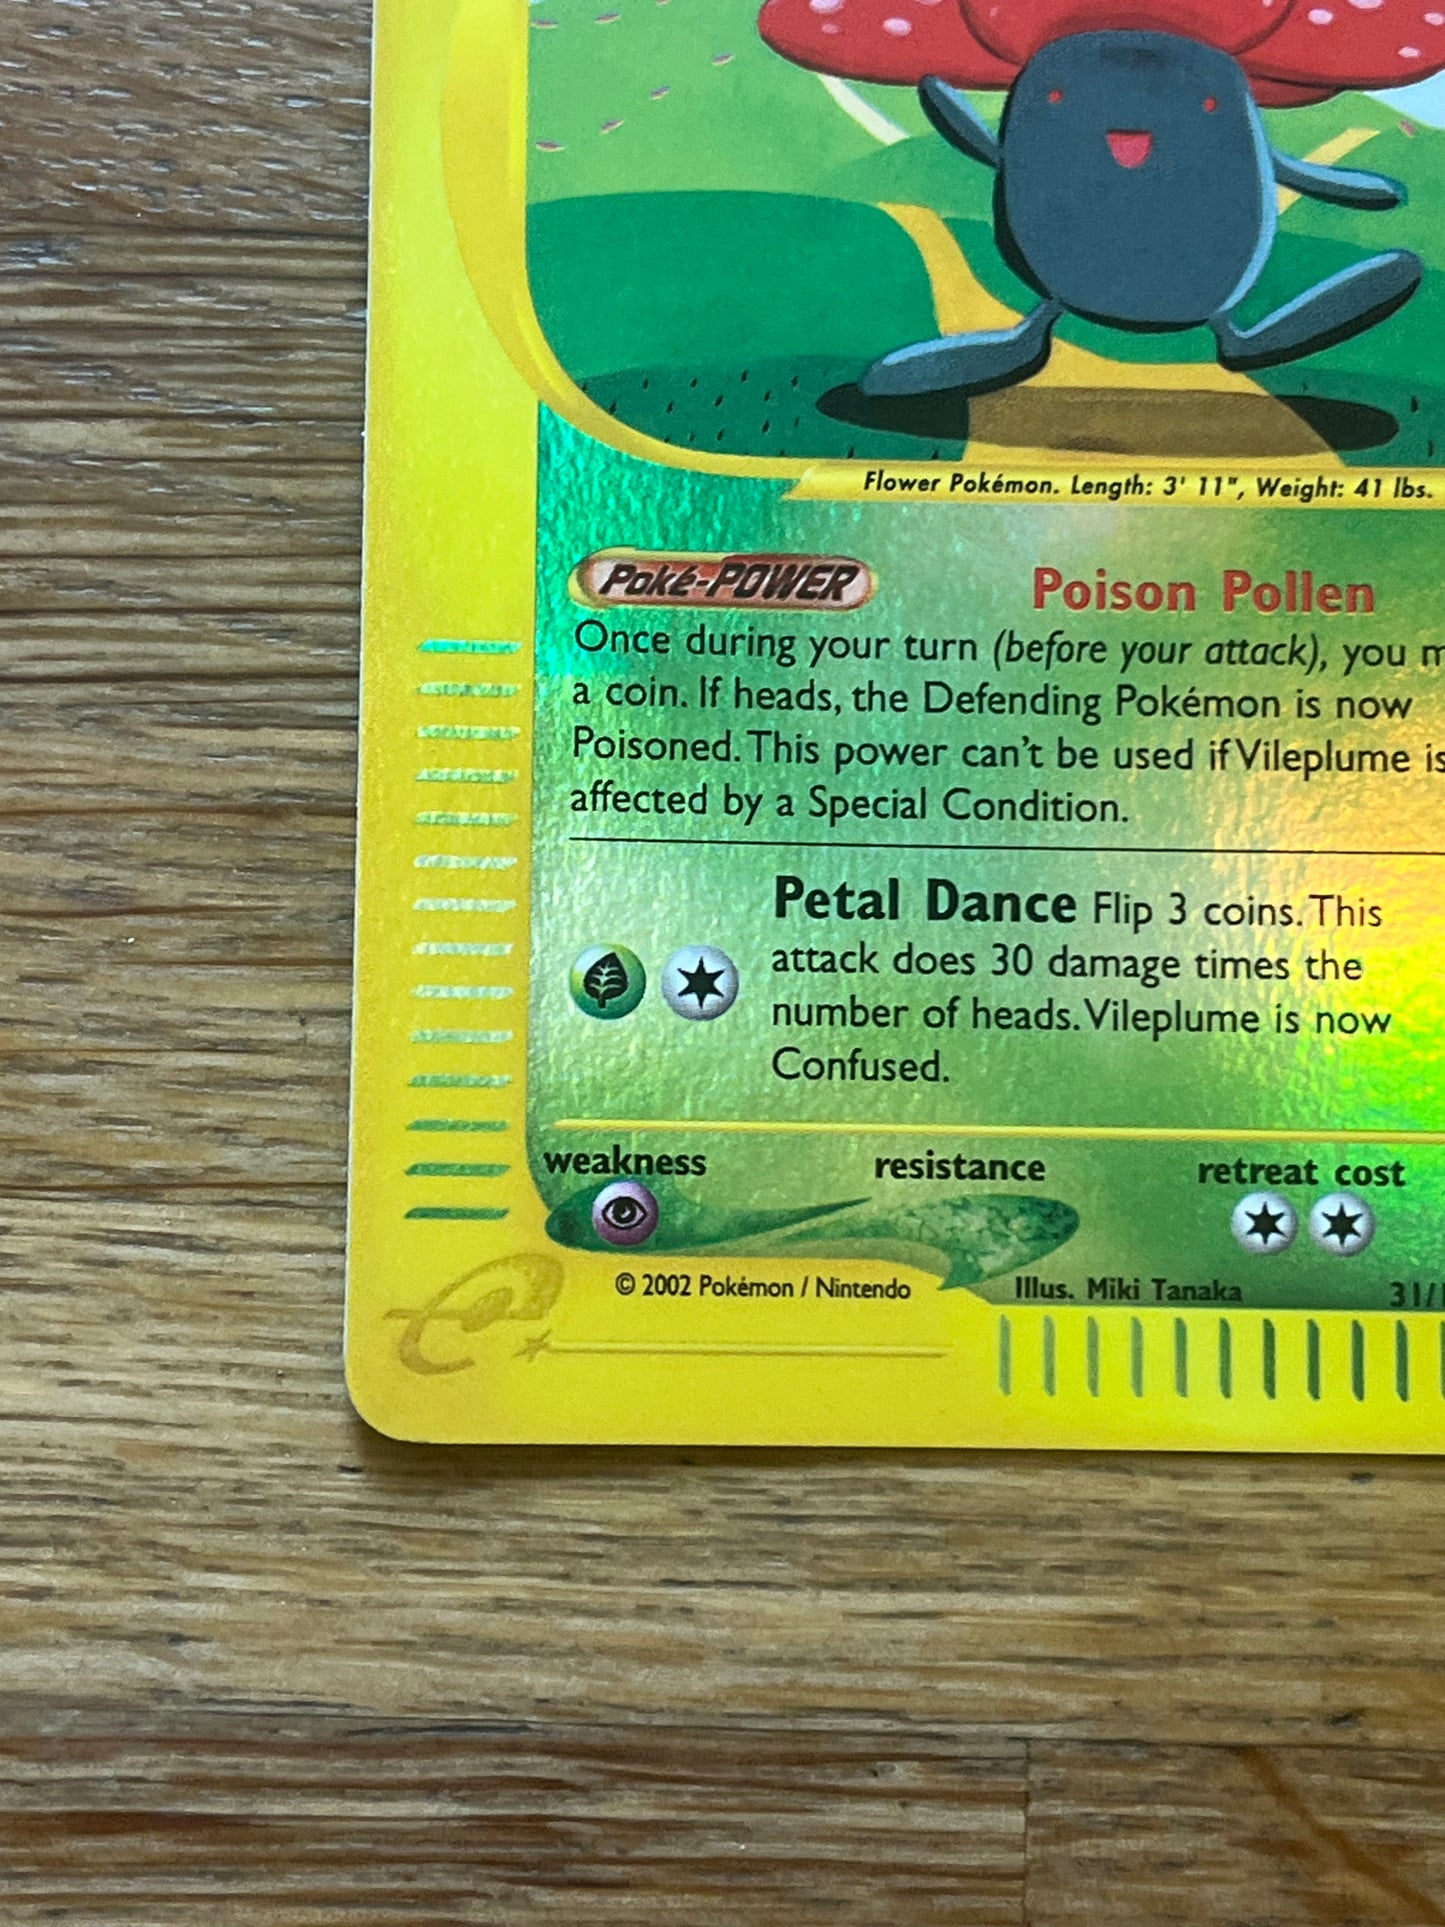 Flower Pokémon. Length: 3' 11", Weight: 41 lbs.
Poké-POWER Poison Pollen
Once during your turn (before your attack), you
a coin. If heads, the Defending Pokémon is now
Poisoned. This power can't be used if Vileplume is
affected by a Special Condition.
Petal Dance Flip 3 coins. This
attack does 30 damage times the
number of heads. Vileplume is now
Confused.
weakness resistance retreat cost
© 2002 Pokémon / Nintendo Illus. Miki Tanaka 31/